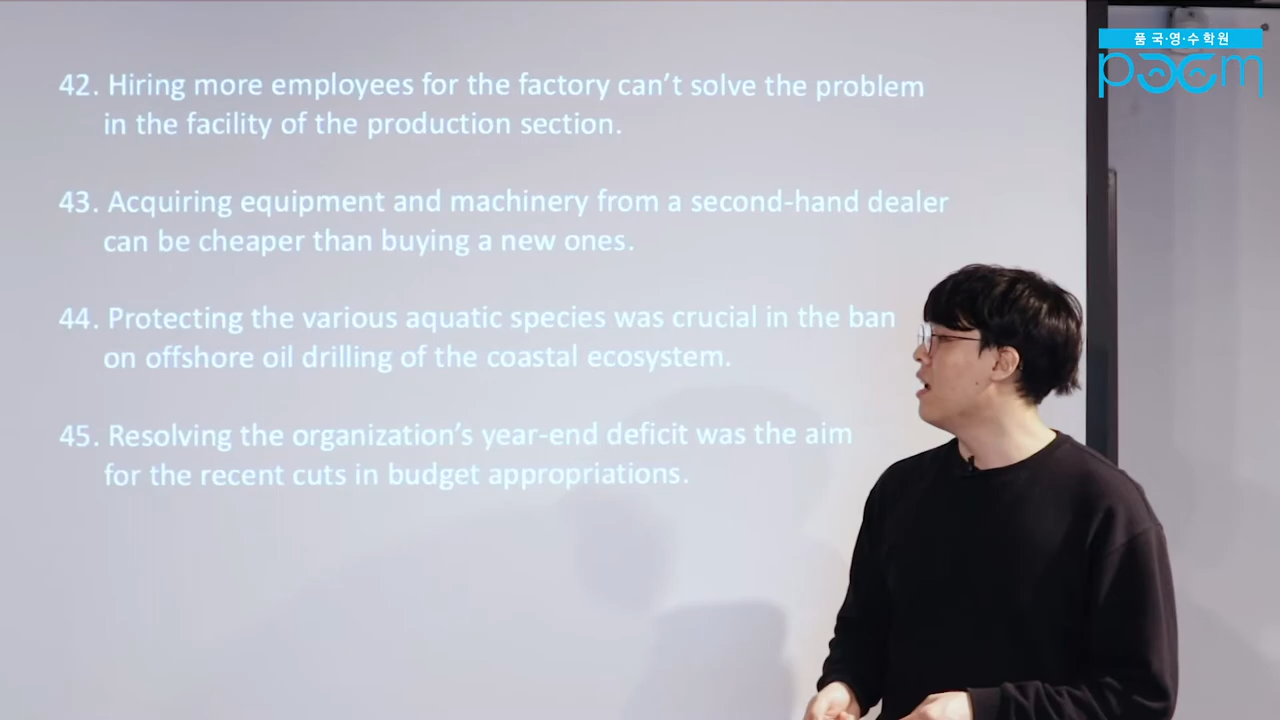 품 국·영·수 학원
poem
42. Hiring more employees for the factory can't solve the problem
in the facility of the production section.
43. Acquiring equipment and machinery from a second-hand dealer
can be cheaper than buying a new ones.
44. Protecting the various aquatic species was crucial in the ban
on offshore oil drilling of the coastal ecosystem.
45. Resolving the organization's year-end deficit was the aim
for the recent cuts in budget appropriations.